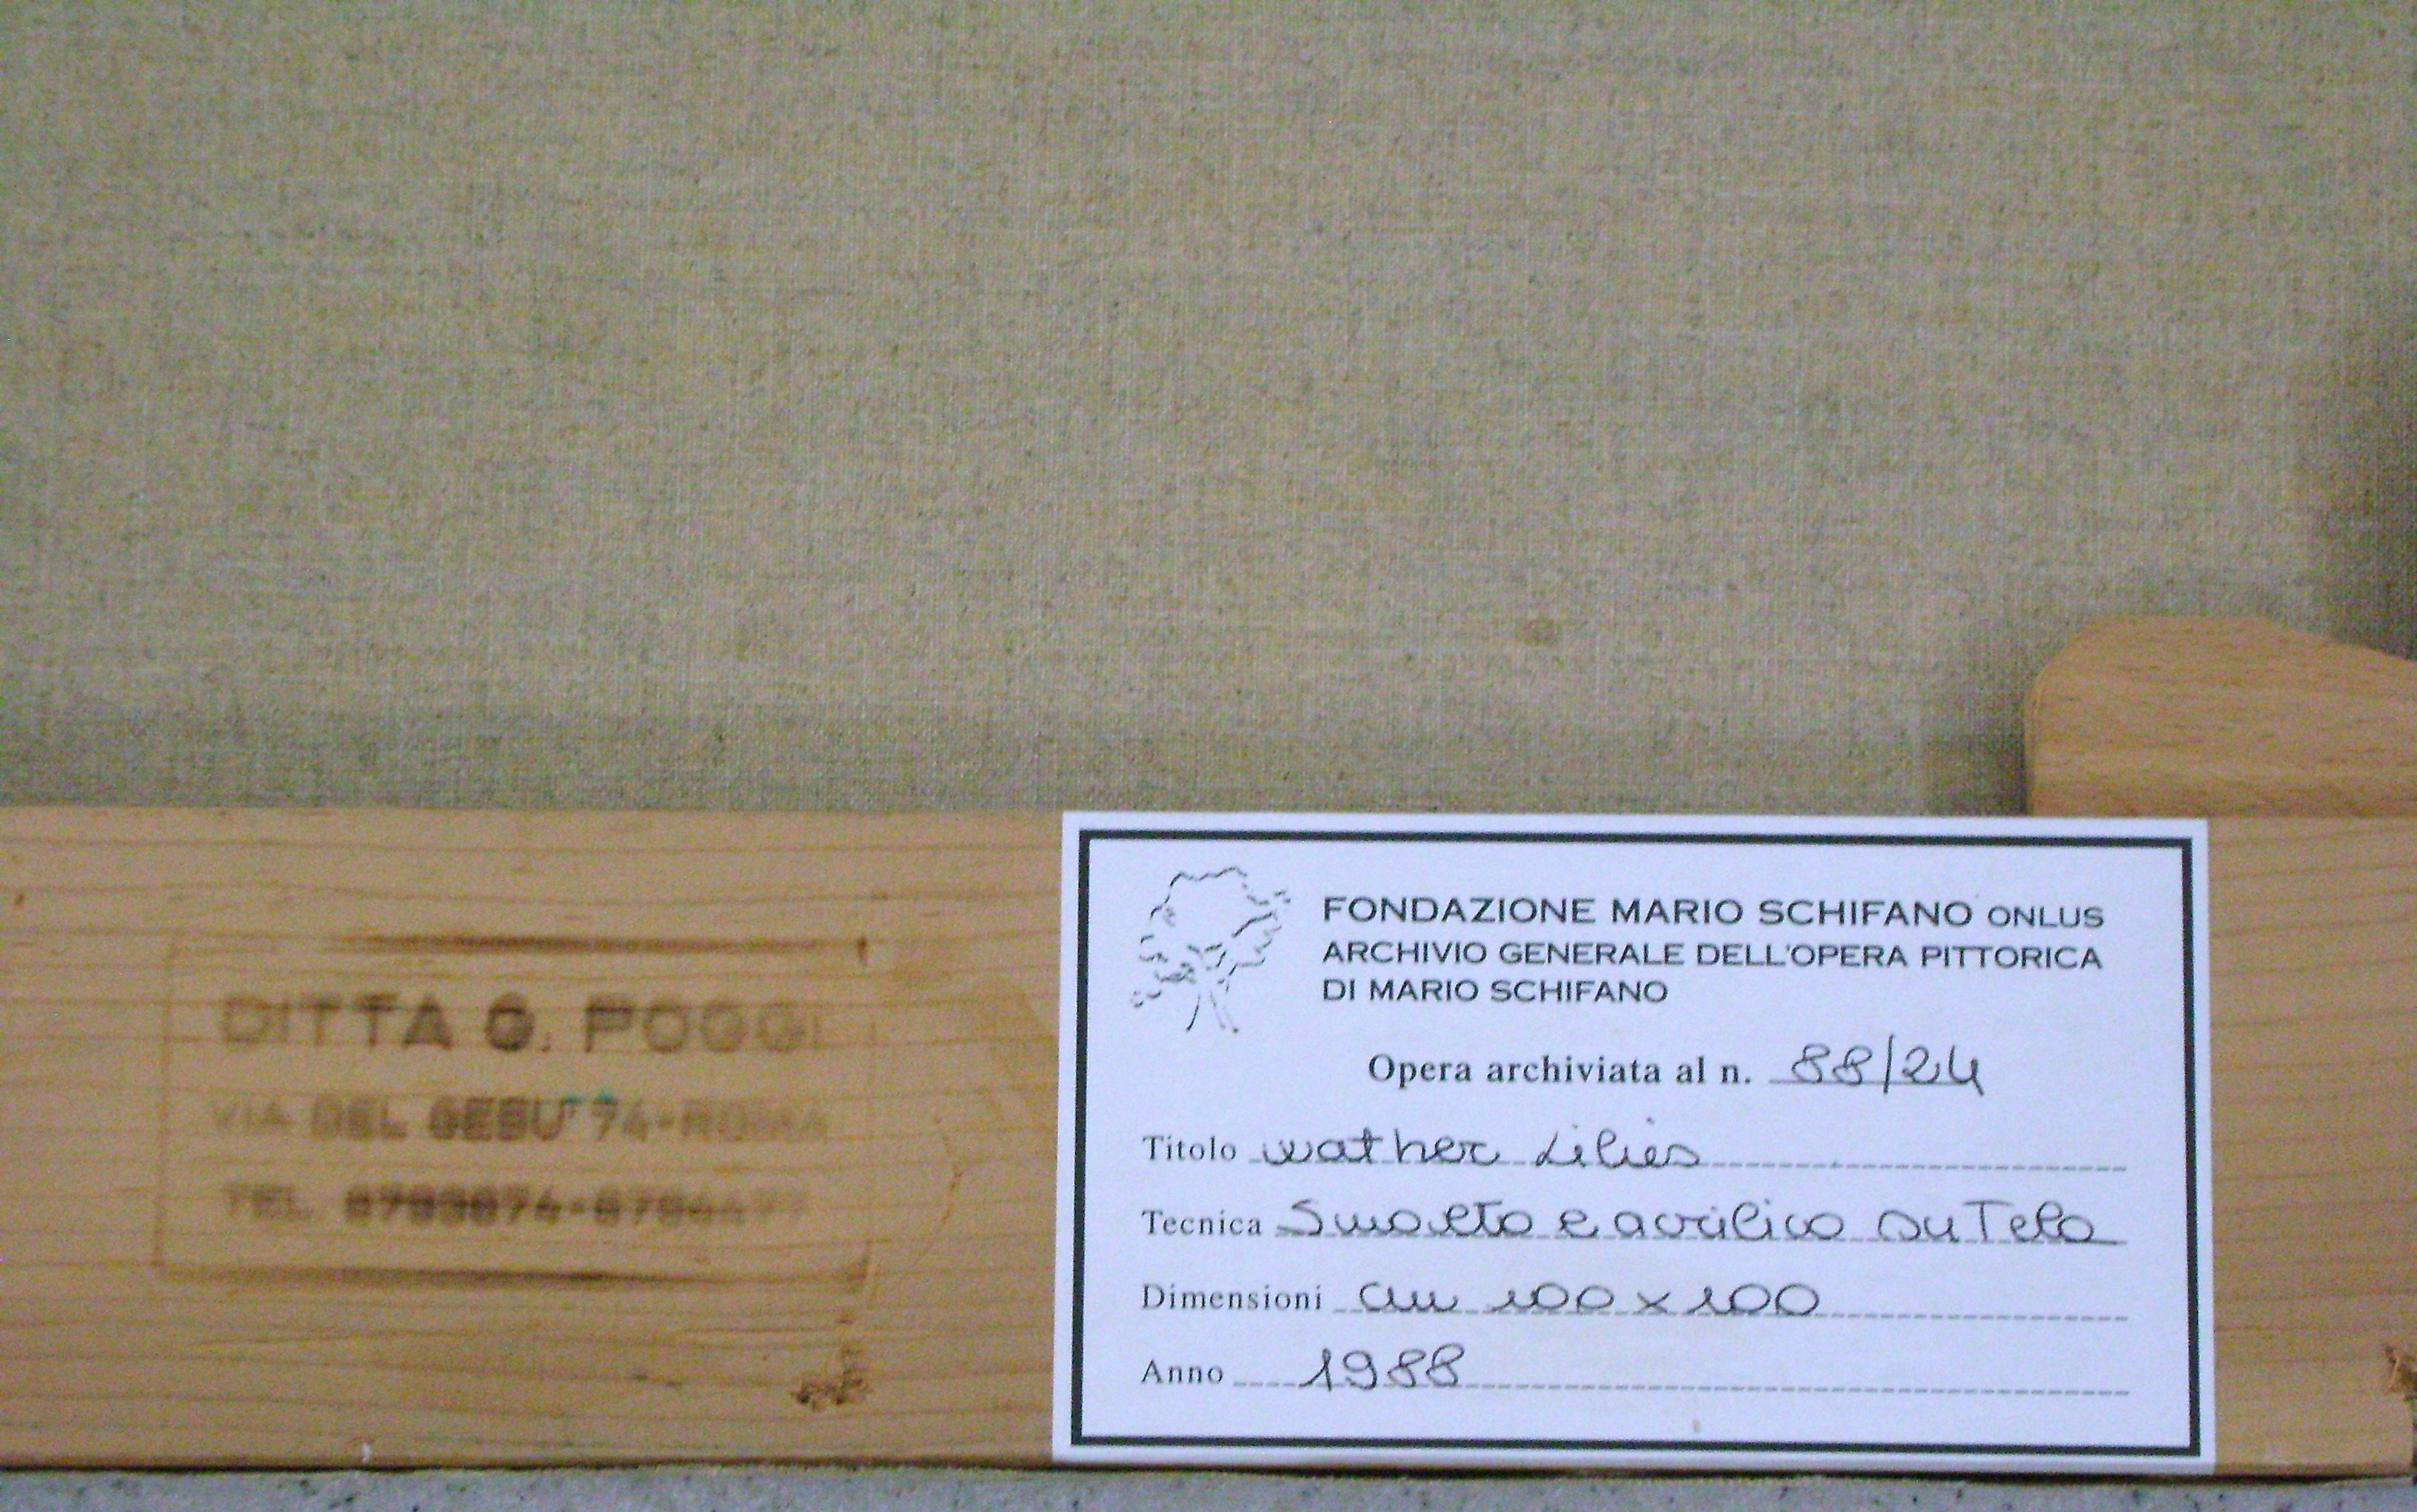 DITTA G. POGGI
VIA DEL GESU' 74-ROMA
TEL.
FONDAZIONE MARIO SCHIFANO ONLUS
ARCHIVIO GENERALE DELL'OPERA PITTORICA
DI MARIO SCHIFANO
Opera archiviata al n. 88/24
Titolo wather Lilies
Tecnica Smalto e acrilico su Tela
Dimensioni cm 100 x 100
Anno 1988